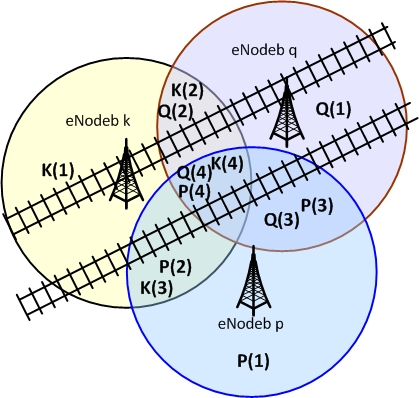 eNodeb q
K(2)
Q(2)
Q(1)
eNodeb k
K(1)
Q(4) K(4)
P(4)
P(3)
Q(3)
P(2)
K(3)
eNodeb p
P(1)